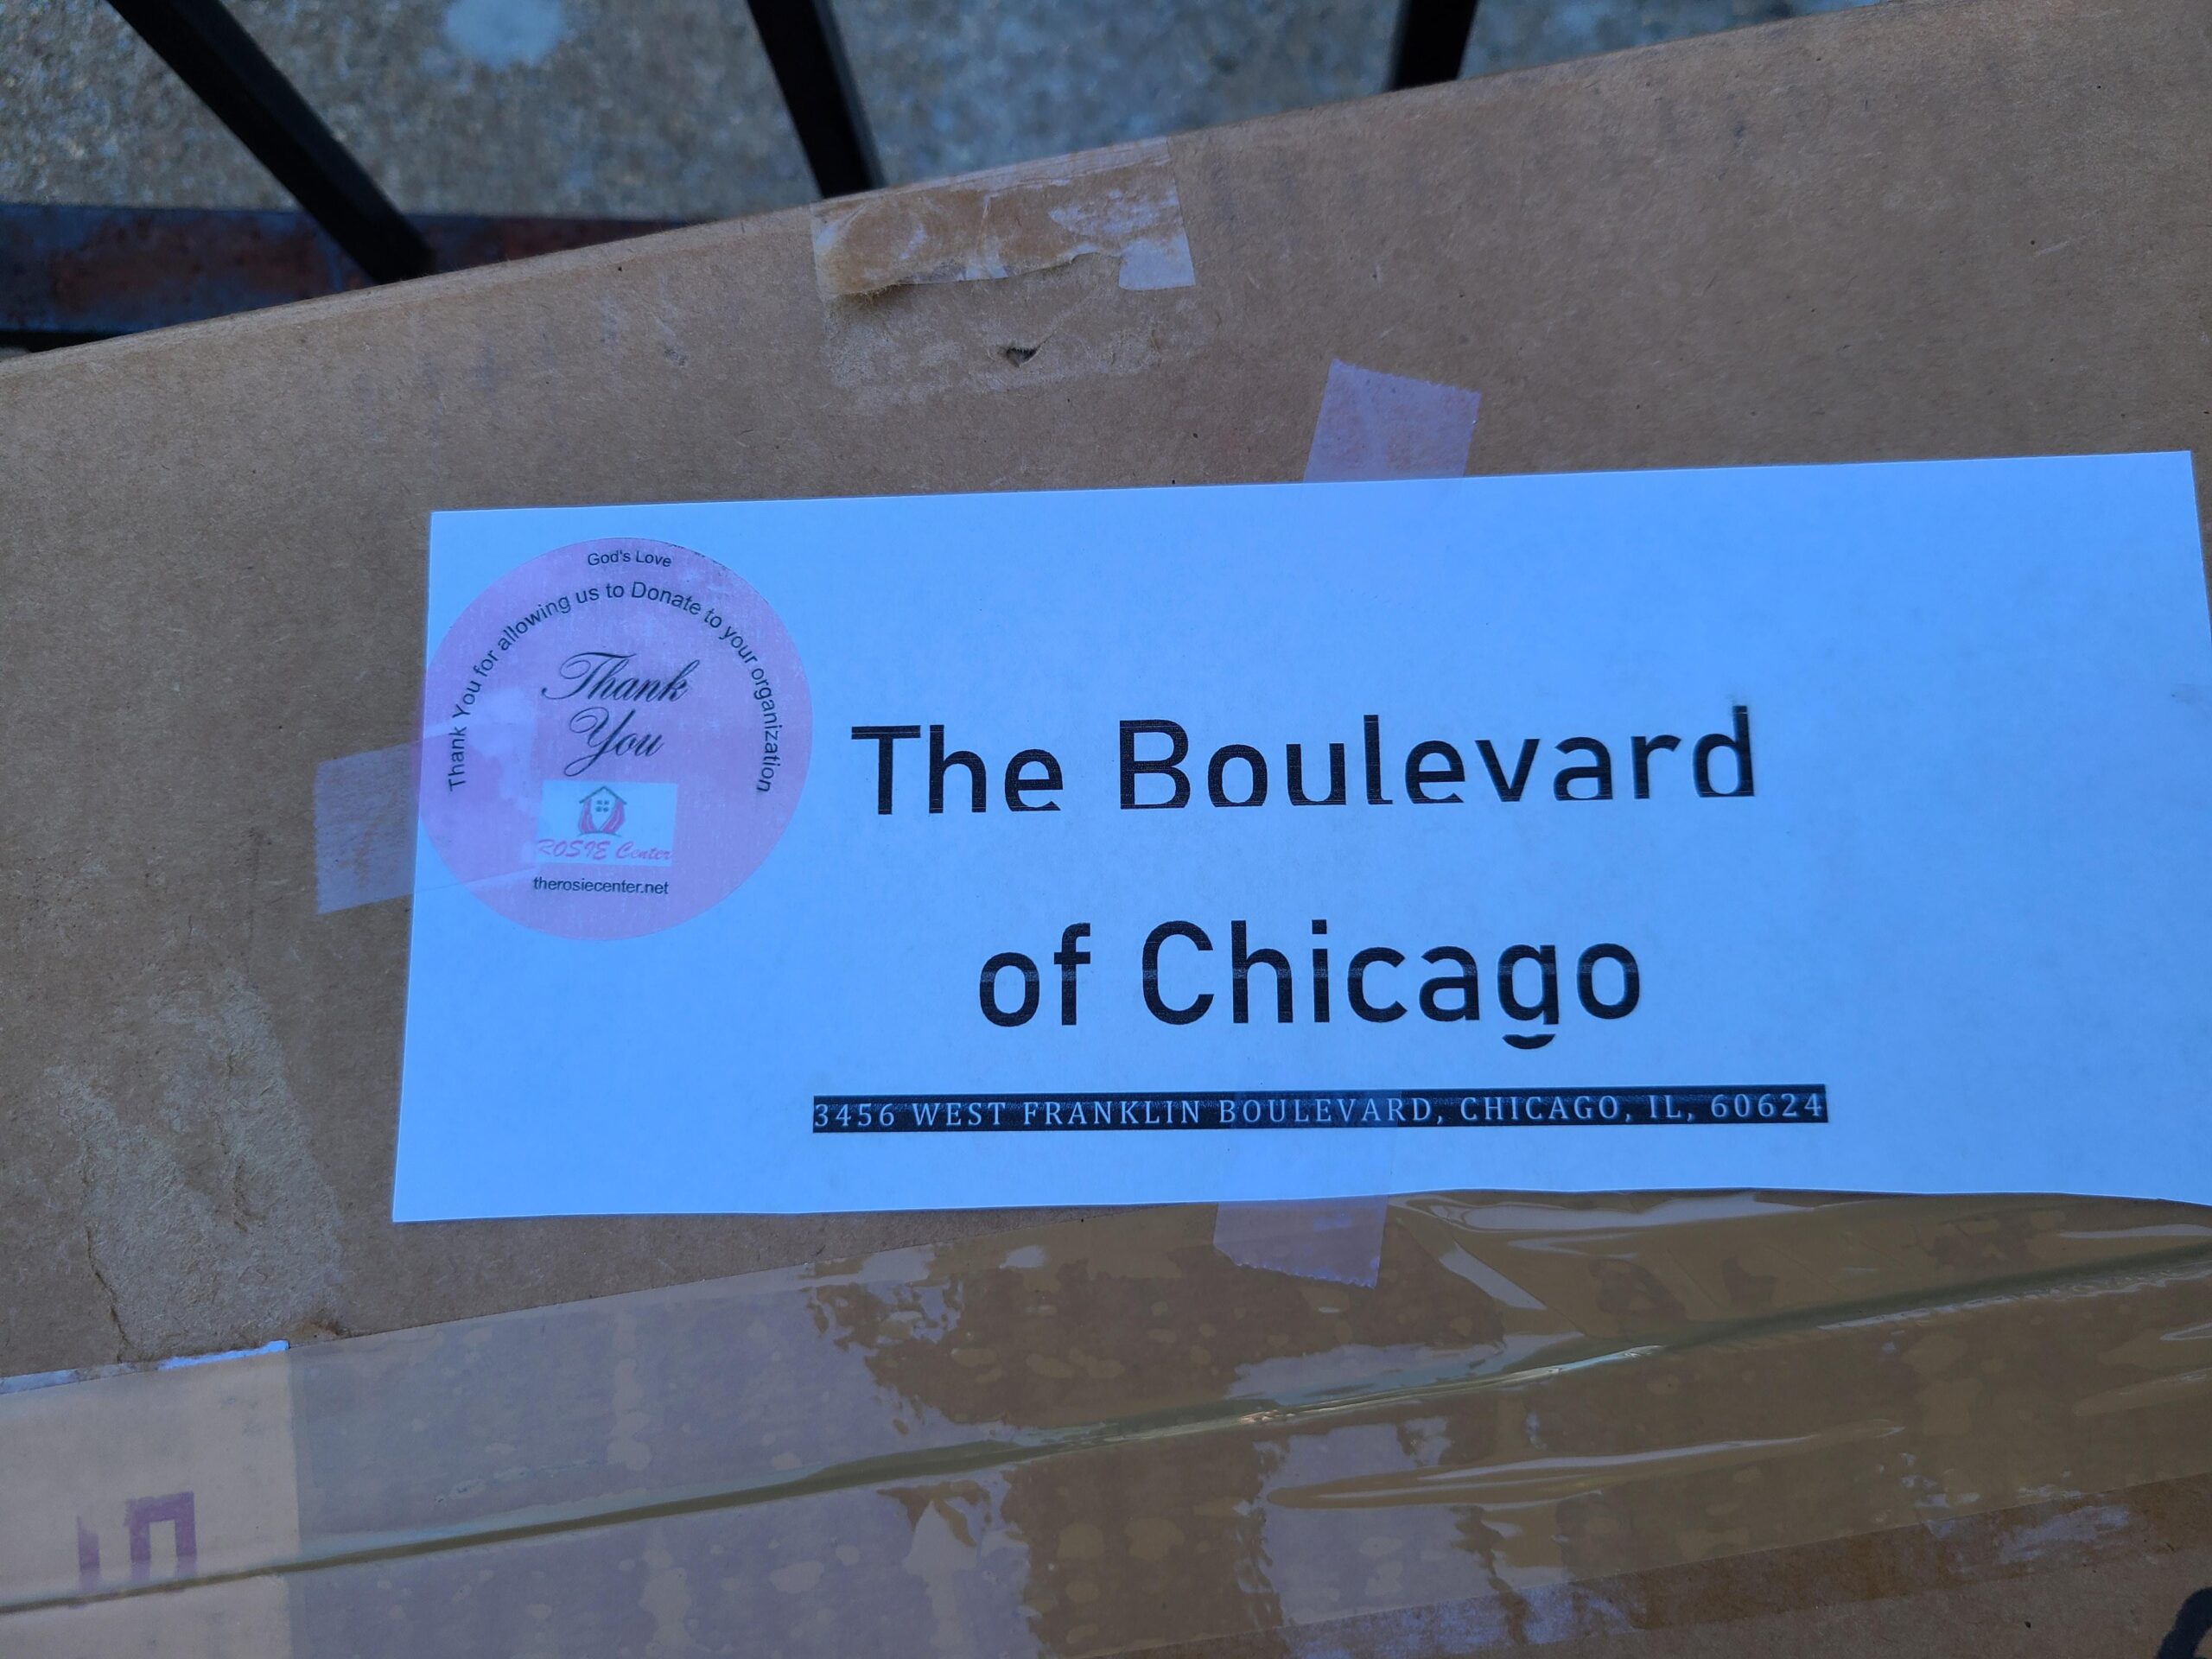 God's Love
Thank You for allowing us to Donate to your organization
Thank
You
ROSIE Center
therosiecenter.net
The Boulevard
of Chicago
3456 WEST FRANKLIN BOULEVARD, CHICAGO, IL, 60624